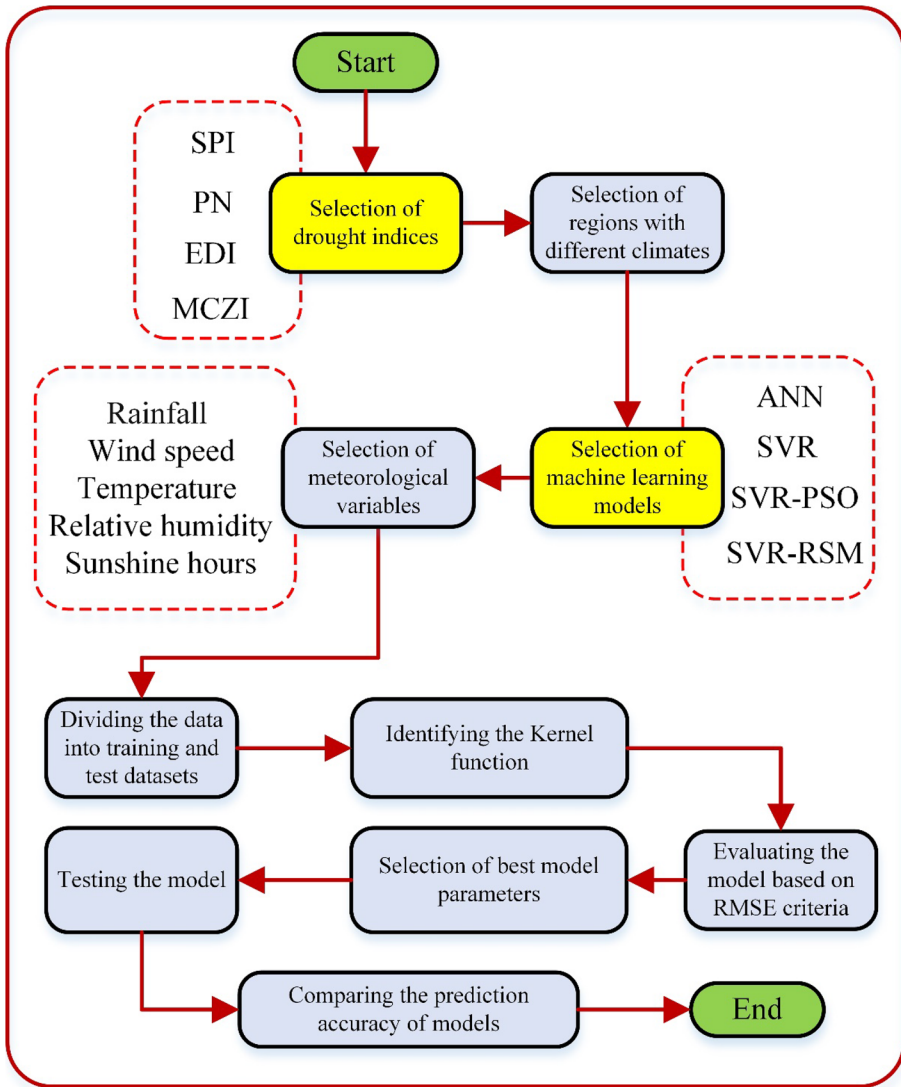 Start
SPI
PN
EDI
MCZI
Selection of
drought indices
Selection of
regions with
different climates
ANN
SVR
SVR-PSO
SVR-RSM
Selection of
machine learning
models
Selection of
meteorological
variables
Rainfall
Wind speed
Temperature
Relative humidity
Sunshine hours
Dividing the data
into training and
test datasets
Identifying the Kernel
function
Evaluating the
model based on
RMSE criteria
Selection of best model
parameters
Testing the model
Comparing the prediction
accuracy of models
End